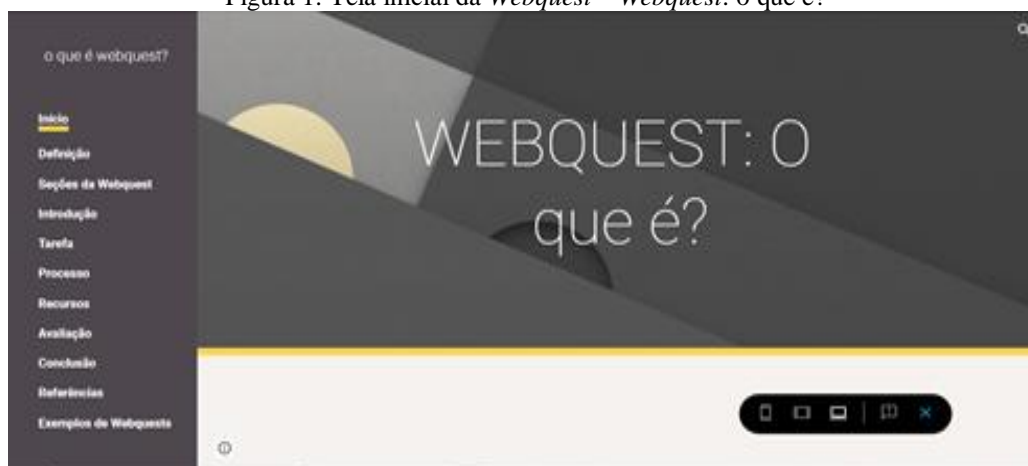 Figura 1: Tela inicial da Webquest – Webquest: o que é?
o que é webquest?
Início
Definição
Seções da Webquest
Introdução
Tarefa
Processo
Recursos
Avaliação
Conclusão
Referências
Exemplos de Webquests
WEBQUEST: O
que é?